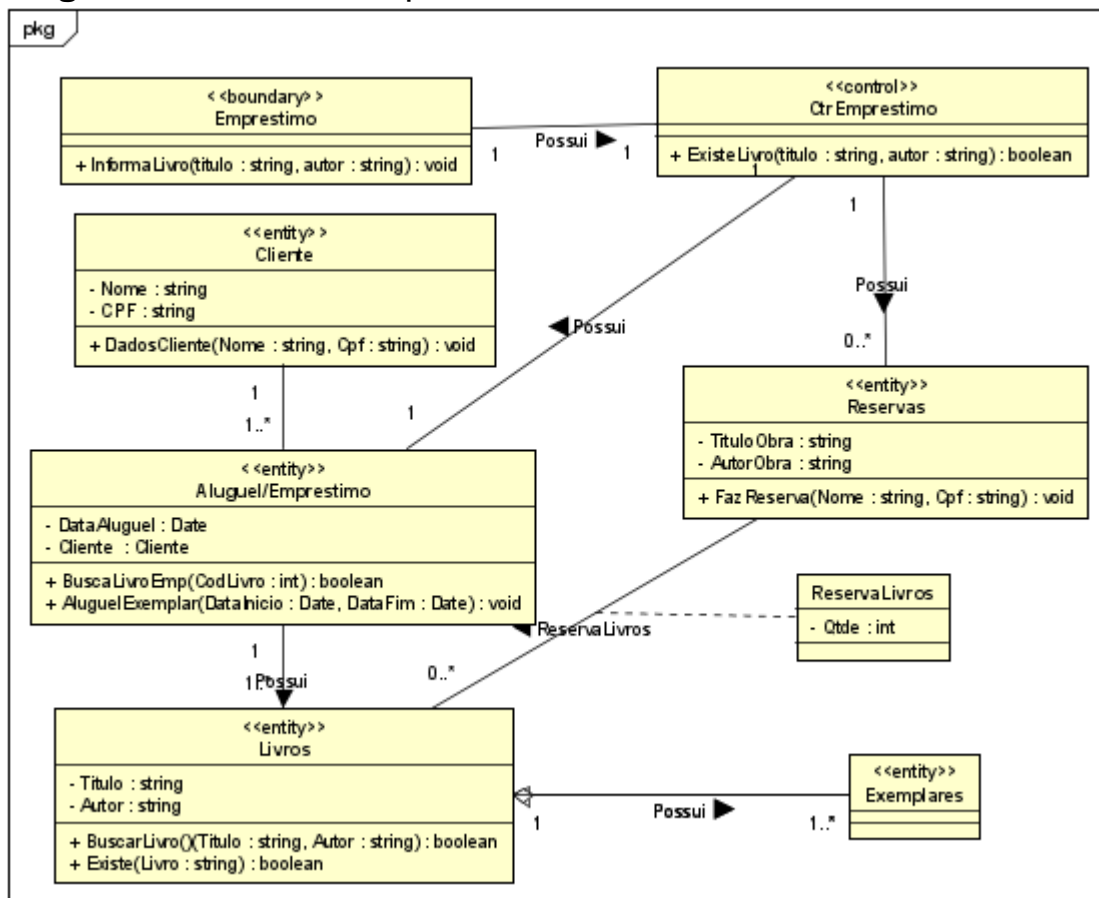 pkg
<<boundary>>
Emprestimo
+ InformaLivro(titulo : string, autor : string) : void
1
Possui
1
<<control>>
CtrEmprestimo
+ ExisteLivro(titulo : string, autor : string) : boolean
1
1
Possui
0..*
Possui
1
<<entity>>
Cliente
- Nome : string
- CPF : string
+ DadosCliente(Nome : string, Cpf : string) : void
1
1..*
<<entity>>
Reservas
- TituloObra : string
- AutorObra : string
+ FazReserva(Nome : string, Cpf : string) : void
<<entity>>
Aluguel/Emprestimo
- DataAluguel : Date
- Cliente : Cliente
+ BuscaLivroEmp(CodLivro : int) : boolean
+ AluguelExemplar(DataInicio : Date, DataFim : Date) : void
ReservaLivros
- Qtde : int
ReservaLivros
0..*
1
1..*
Possui
<<entity>>
Livros
- Titulo : string
- Autor : string
+ BuscarLivro()(Titulo : string, Autor : string) : boolean
+ Existe(Livro : string) : boolean
1
Possui
1..*
<<entity>>
Exemplares